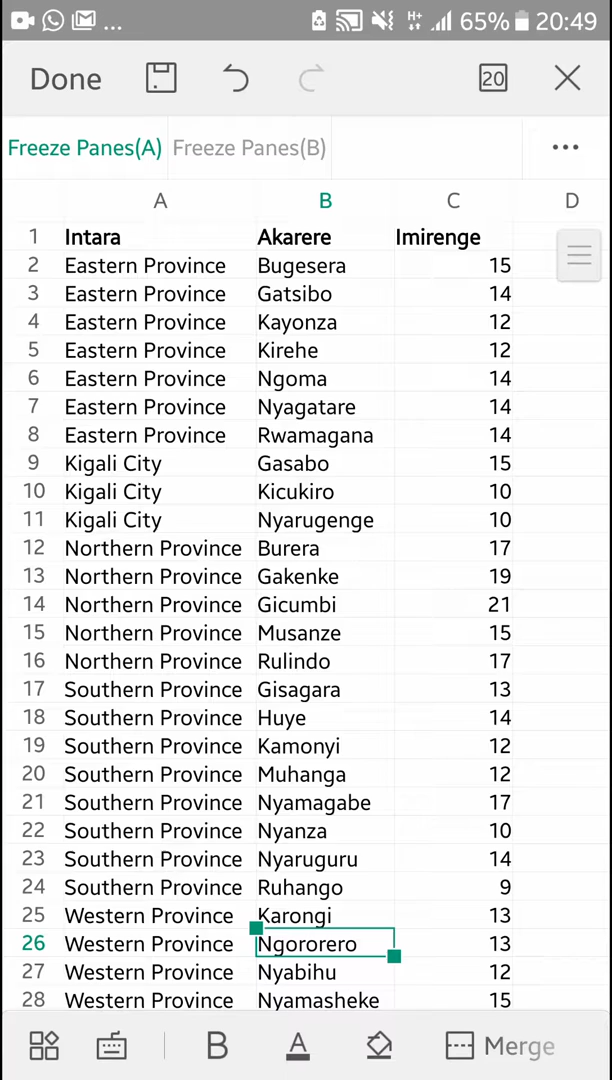 ... H+ 65% 20:49
Done 20
Freeze Panes(A) Freeze Panes(B) ...
A B C D
1 Intara Akarere Imirenge
2 Eastern Province Bugesera 15
3 Eastern Province Gatsibo 14
4 Eastern Province Kayonza 12
5 Eastern Province Kirehe 12
6 Eastern Province Ngoma 14
7 Eastern Province Nyagatare 14
8 Eastern Province Rwamagana 14
9 Kigali City Gasabo 15
10 Kigali City Kicukiro 10
11 Kigali City Nyarugenge 10
12 Northern Province Burera 17
13 Northern Province Gakenke 19
14 Northern Province Gicumbi 21
15 Northern Province Musanze 15
16 Northern Province Rulindo 17
17 Southern Province Gisagara 13
18 Southern Province Huye 14
19 Southern Province Kamonyi 12
20 Southern Province Muhanga 12
21 Southern Province Nyamagabe 17
22 Southern Province Nyanza 10
23 Southern Province Nyaruguru 14
24 Southern Province Ruhango 9
25 Western Province Karongi 13
26 Western Province Ngororero 13
27 Western Province Nyabihu 12
28 Western Province Nyamasheke 15
B A Merge